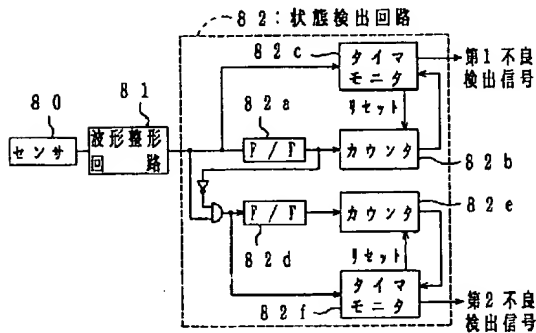 82:状態検出回路
82c
タイマ
モニタ
第1不良
検出信号
80
81
82a
リセット
センサ
波形整形
回路
F/F
カウンタ
82b
F/F
カウンタ
82e
82d
リセット
タイマ
モニタ
82f
第2不良
検出信号